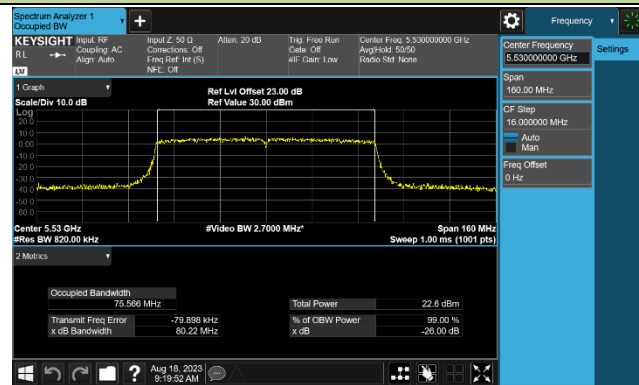 Spectrum Analyzer 1
Occupied BW
Frequency
KEYSIGHT
RL
LXI
Input: RF
Coupling: AC
Align: Auto
Input Z: 50 Ω
Corrections: Off
Freq Ref: Int (S)
NFE: Off
Atten: 20 dB
Trig: Free Run
Gate: Off
#IF Gain: Low
Center Freq: 5.530000000 GHz
Avg|Hold: 50/50
Radio Std: None
Center Frequency
5.530000000 GHz
Settings
Span
160.00 MHz
CF Step
16.000000 MHz
Auto
Man
Freq Offset
0 Hz
1 Graph
Scale/Div 10.0 dB
Ref Lvl Offset 23.00 dB
Ref Value 30.00 dBm
Log
20.0
10.0
0.00
-10.0
-20.0
-30.0
-40.0
-50.0
-60.0
Center 5.53 GHz
#Video BW 2.7000 MHz*
Span 160 MHz
#Res BW 820.00 kHz
Sweep 1.00 ms (1001 pts)
2 Metrics
Occupied Bandwidth
75.566 MHz
Total Power 22.6 dBm
Transmit Freq Error -79.898 kHz
% of OBW Power 99.00 %
x dB Bandwidth 80.22 MHz
x dB -26.00 dB
Aug 18, 2023
9:19:52 AM